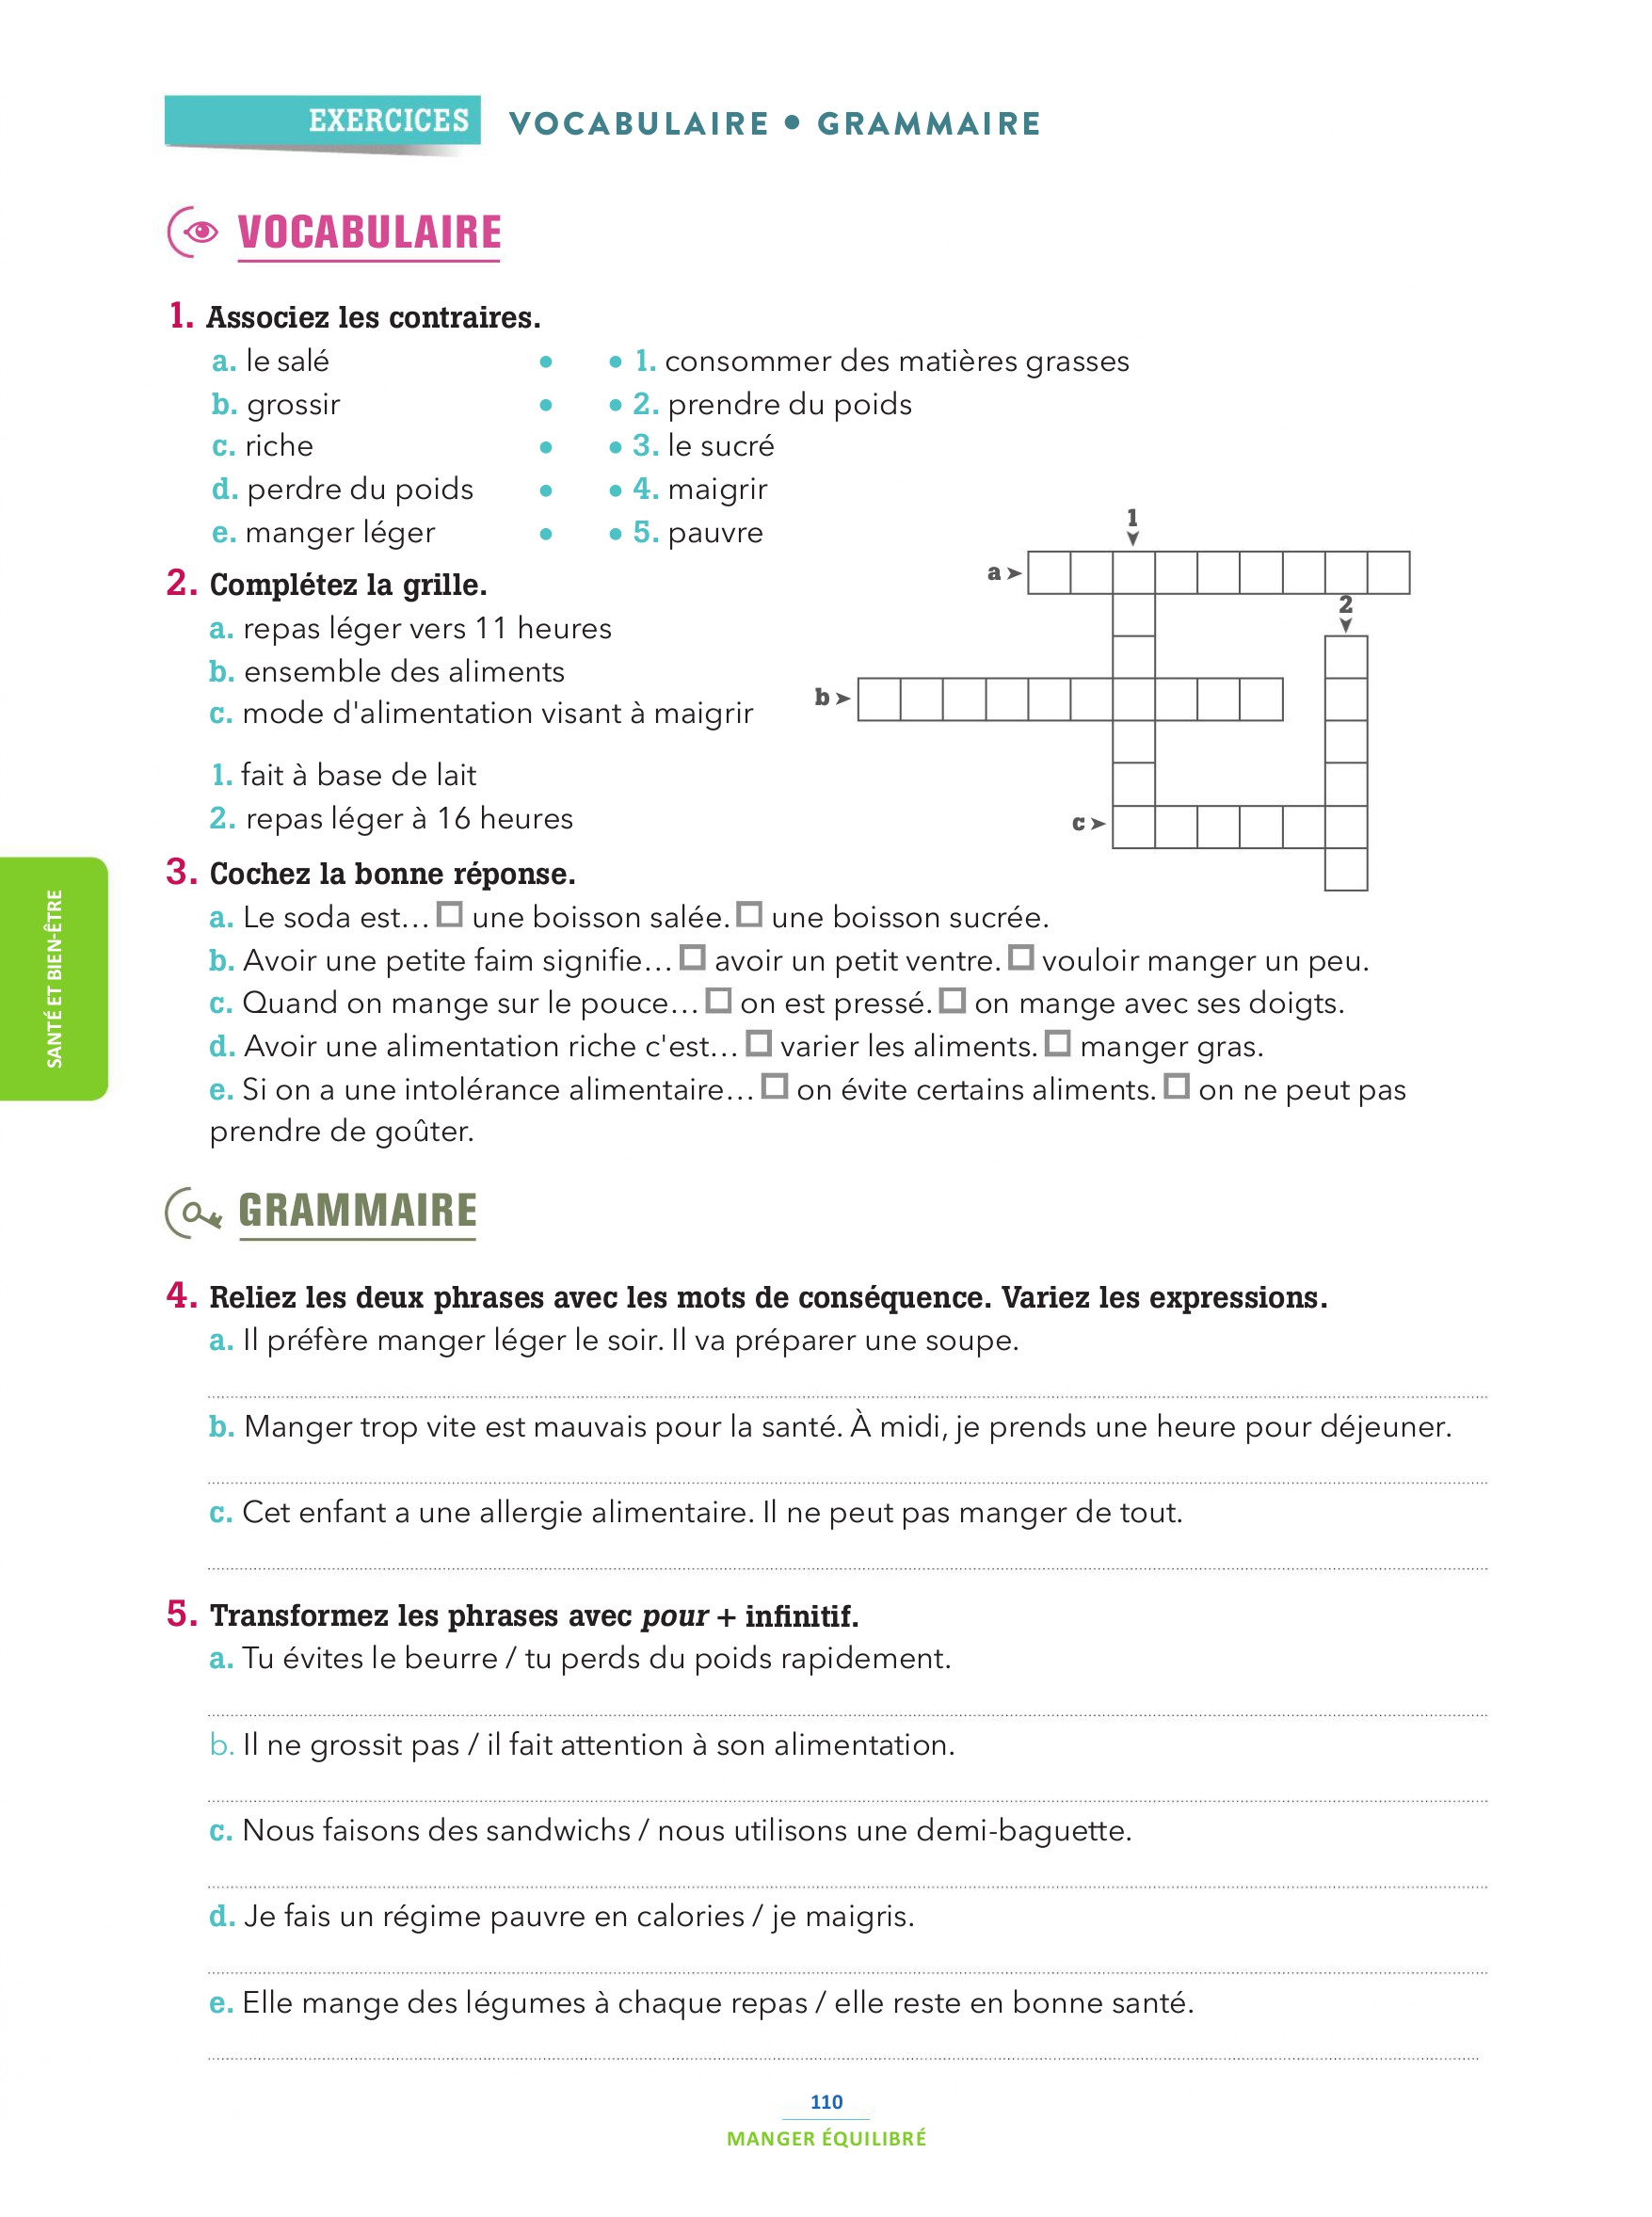 EXERCICES VOCABULAIRE • GRAMMAIRE
VOCABULAIRE
1. Associez les contraires.
a. le salé • • 1. consommer des matières grasses
b. grossir • • 2. prendre du poids
c. riche • • 3. le sucré
d. perdre du poids • • 4. maigrir
e. manger léger • • 5. pauvre
2. Complétez la grille.
a. repas léger vers 11 heures
b. ensemble des aliments
c. mode d'alimentation visant à maigrir
1. fait à base de lait
2. repas léger à 16 heures
1
a
2
b
c
3. Cochez la bonne réponse.
a. Le soda est… □ une boisson salée. □ une boisson sucrée.
b. Avoir une petite faim signifie… □ avoir un petit ventre. □ vouloir manger un peu.
c. Quand on mange sur le pouce… □ on est pressé. □ on mange avec ses doigts.
d. Avoir une alimentation riche c'est… □ varier les aliments. □ manger gras.
e. Si on a une intolérance alimentaire… □ on évite certains aliments. □ on ne peut pas
prendre de goûter.
SANTÉ ET BIEN-ÊTRE
GRAMMAIRE
4. Reliez les deux phrases avec les mots de conséquence. Variez les expressions.
a. Il préfère manger léger le soir. Il va préparer une soupe.
b. Manger trop vite est mauvais pour la santé. À midi, je prends une heure pour déjeuner.
c. Cet enfant a une allergie alimentaire. Il ne peut pas manger de tout.
5. Transformez les phrases avec pour + infinitif.
a. Tu évites le beurre / tu perds du poids rapidement.
b. Il ne grossit pas / il fait attention à son alimentation.
c. Nous faisons des sandwichs / nous utilisons une demi-baguette.
d. Je fais un régime pauvre en calories / je maigris.
e. Elle mange des légumes à chaque repas / elle reste en bonne santé.
110
MANGER ÉQUILIBRÉ